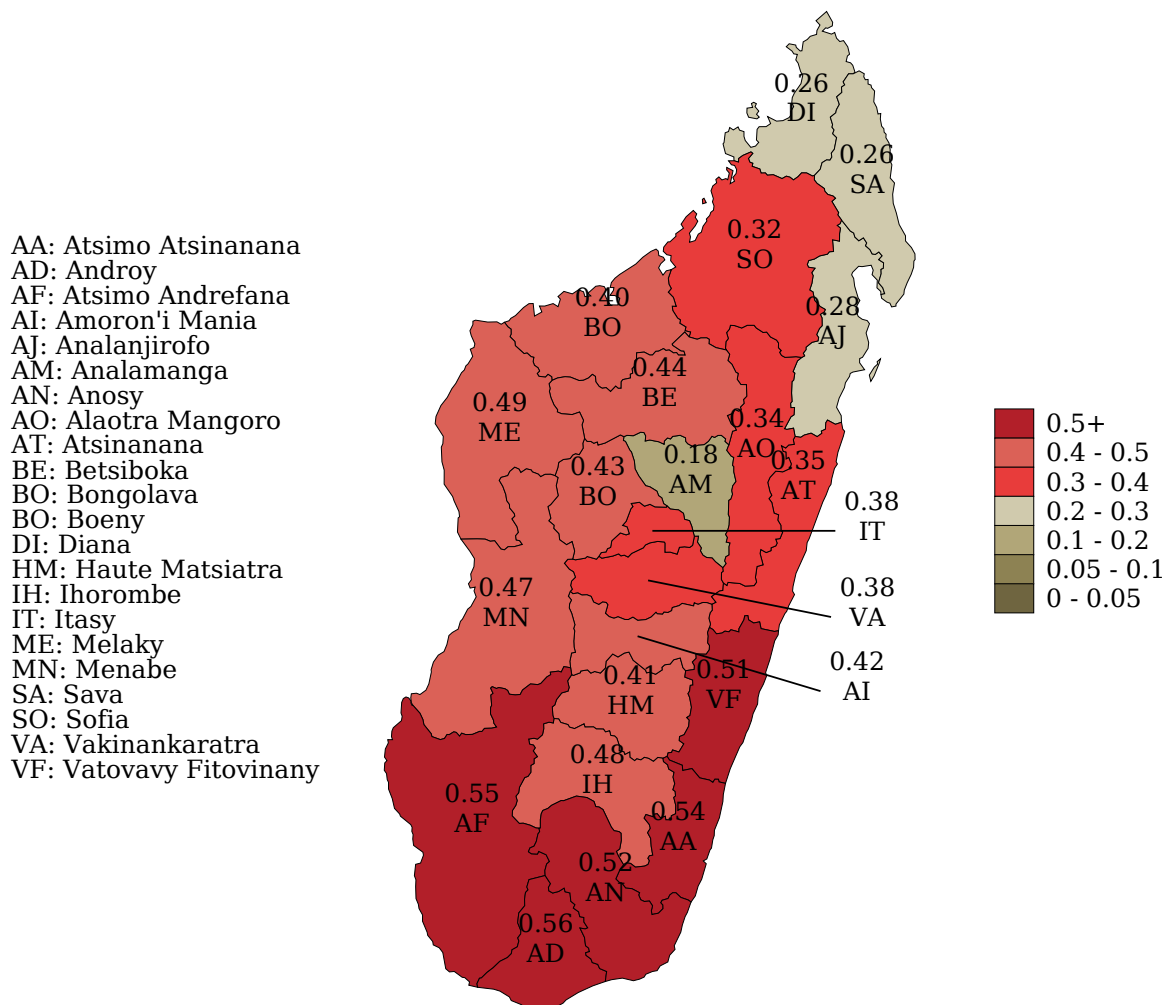 AA: Atsimo Atsinanana
AD: Androy
AF: Atsimo Andrefana
AI: Amoron'i Mania
AJ: Analanjirofo
AM: Analamanga
AN: Anosy
AO: Alaotra Mangoro
AT: Atsinanana
BE: Betsiboka
BO: Bongolava
BO: Boeny
DI: Diana
HM: Haute Matsiatra
IH: Ihorombe
IT: Itasy
ME: Melaky
MN: Menabe
SA: Sava
SO: Sofia
VA: Vakinankaratra
VF: Vatovavy Fitovinany
0.26
DI
0.26
SA
0.32
SO
0.40
BO
0.28
AJ
0.44
BE
0.49
ME
0.34
AO
0.18
AM
0.43
BO
0.35
AT
0.38
IT
0.47
MN
0.38
VA
0.42
AI
0.41
HM
0.51
VF
0.48
IH
0.55
AF
0.54
AA
0.52
AN
0.56
AD
0.5+
0.4 - 0.5
0.3 - 0.4
0.2 - 0.3
0.1 - 0.2
0.05 - 0.1
0 - 0.05